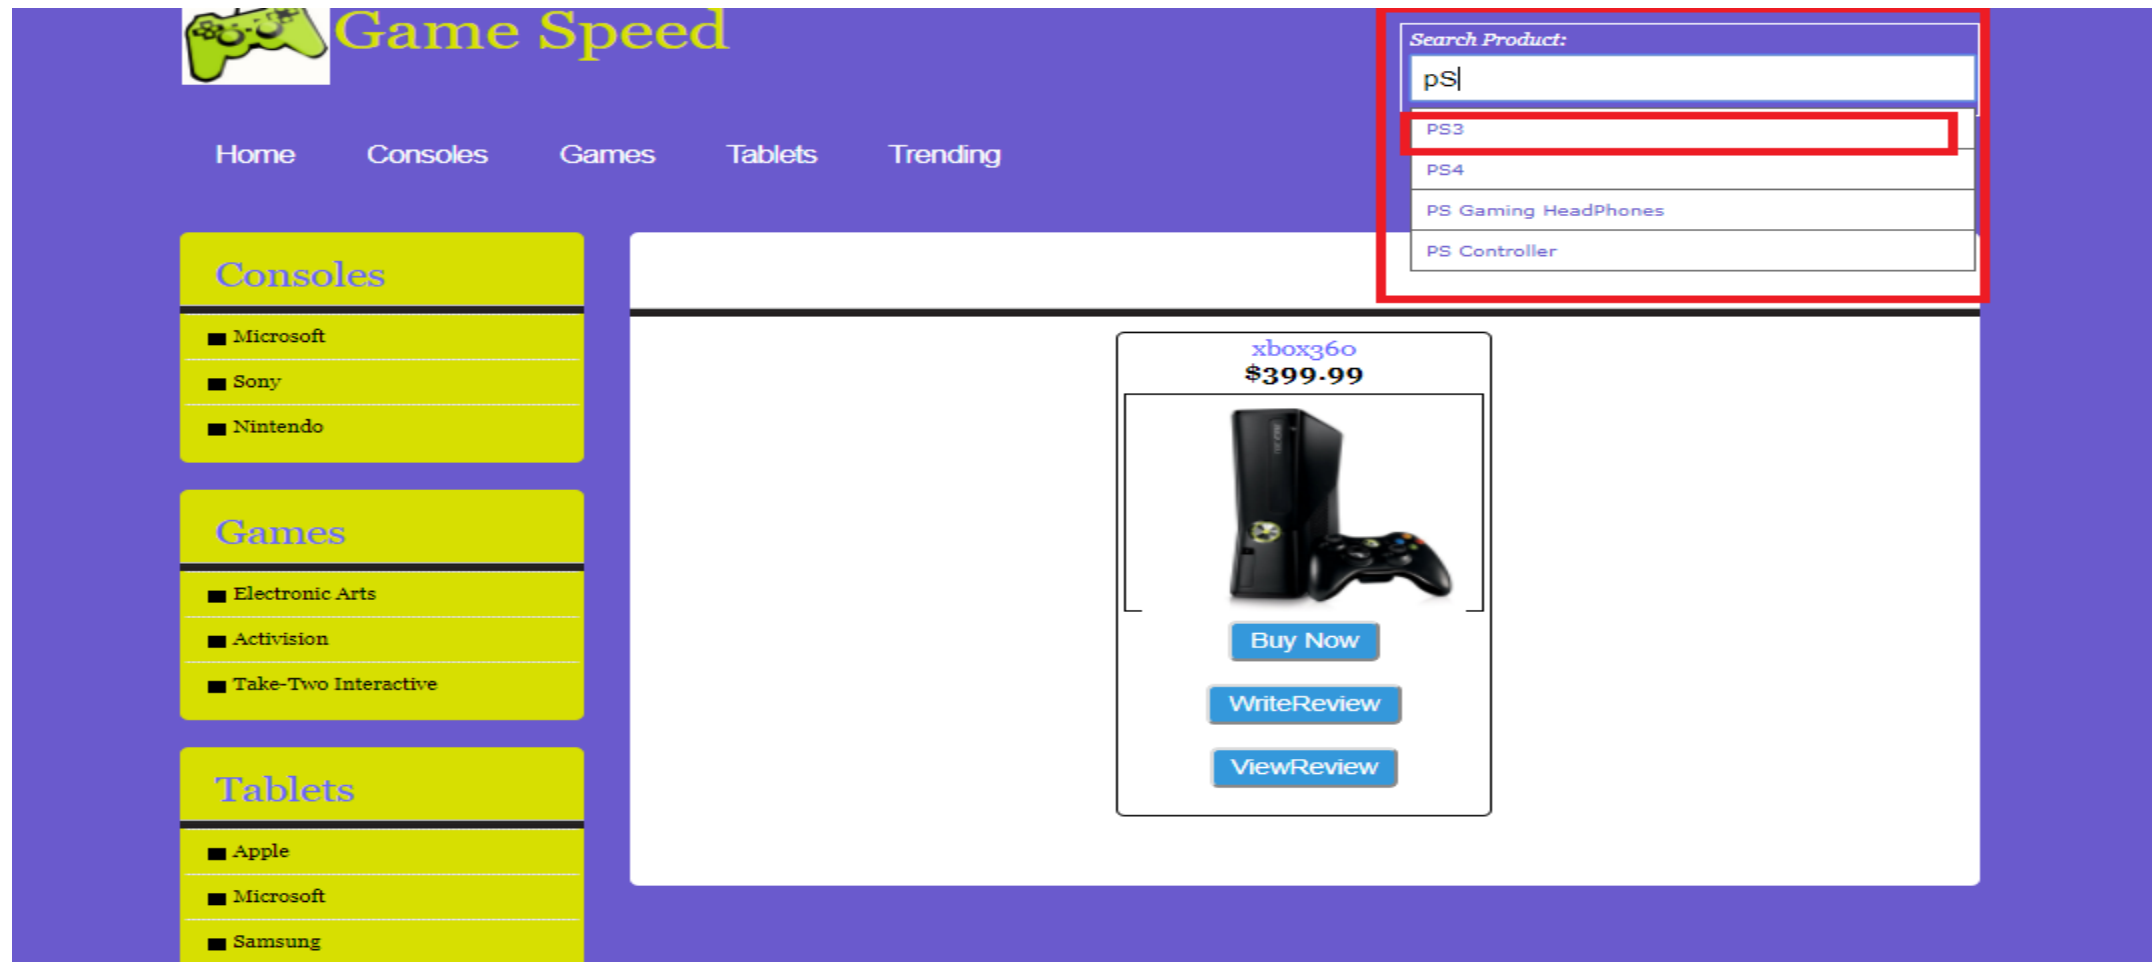 Game Speed
Search Product:
pS
PS3
PS4
PS Gaming HeadPhones
PS Controller
Home Consoles Games Tablets Trending
Consoles
Microsoft
Sony
Nintendo
Games
Electronic Arts
Activision
Take-Two Interactive
Tablets
Apple
Microsoft
Samsung
xbox360
$399.99
Buy Now
WriteReview
ViewReview